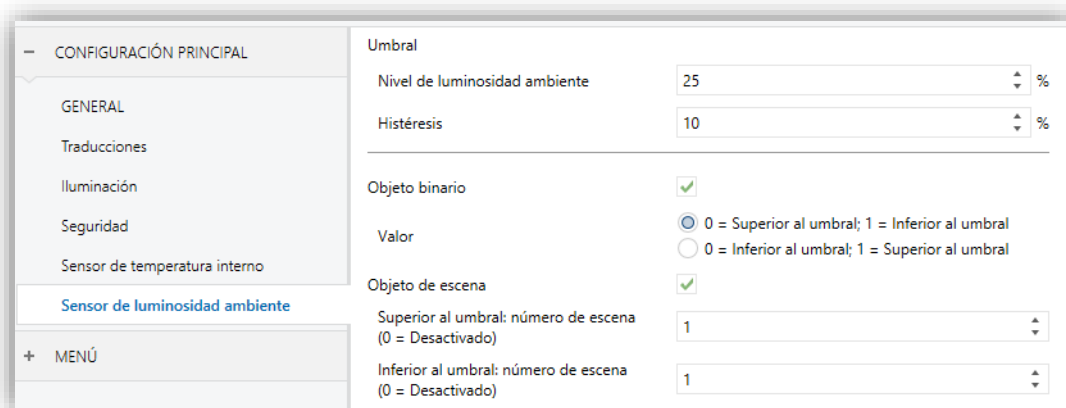 CONFIGURACIÓN PRINCIPAL
GENERAL
Traducciones
Iluminación
Seguridad
Sensor de temperatura interno
Sensor de luminosidad ambiente
MENÚ
Umbral
Nivel de luminosidad ambiente 25 %
Histéresis 10 %
Objeto binario
Valor
0 = Superior al umbral; 1 = Inferior al umbral
0 = Inferior al umbral; 1 = Superior al umbral
Objeto de escena
Superior al umbral: número de escena
(0 = Desactivado)
1
Inferior al umbral: número de escena
(0 = Desactivado)
1